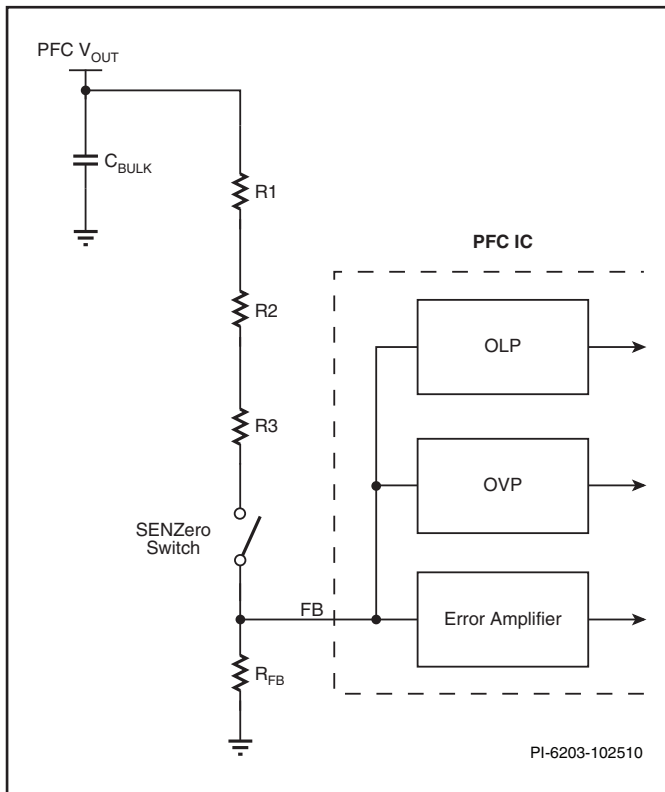 PFC VOUT
CBULK
R1
PFC IC
R2
OLP
R3
OVP
SENZero
Switch
FB
Error Amplifier
RFB
PI-6203-102510